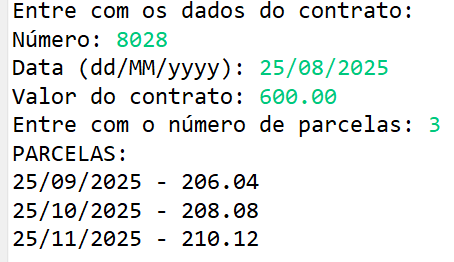 Entre com os dados do contrato:
Número: 8028
Data (dd/MM/yyyy): 25/08/2025
Valor do contrato: 600.00
Entre com o número de parcelas: 3
PARCELAS:
25/09/2025 - 206.04
25/10/2025 - 208.08
25/11/2025 - 210.12